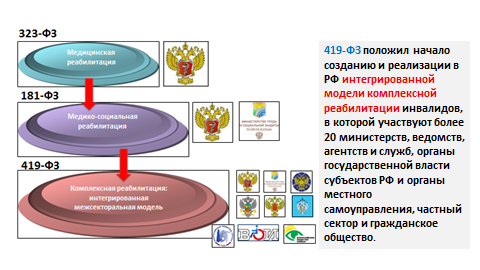 323-ФЗ
Медицинская
реабилитация
181-ФЗ
Медико-социальная
реабилитация
419-ФЗ
Комплексная реабилитация:
интегрированная
межсекторальная модель
ВОИ
419-ФЗ положил начало
созданию и реализации в
РФ интегрированной
модели комплексной
реабилитации инвалидов,
в которой участвуют более
20 министерств, ведомств,
агентств и служб, органы
государственной власти
субъектов РФ и органы
местного
самоуправления, частный
сектор и гражданское
общество.